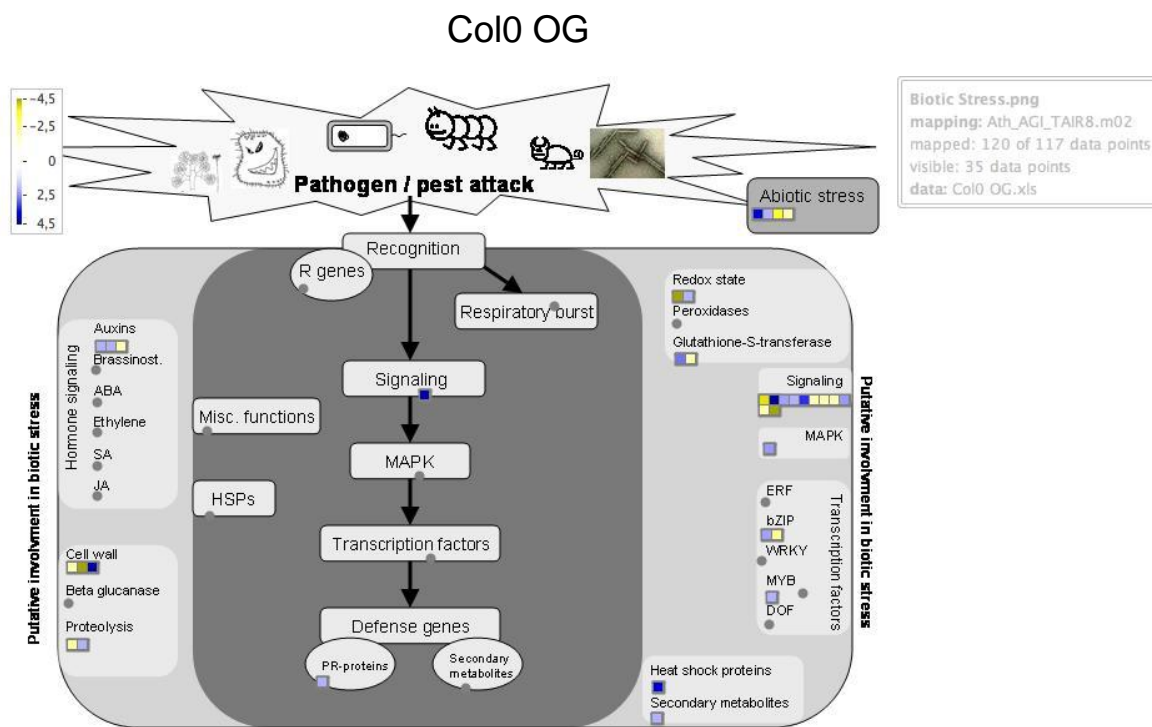 Col0 OG
-4,5
-2,5
0
2,5
4,5
Biotic Stress.png
mapping: Ath_AGI_TAIR8.m02
mapped: 120 of 117 data points
visible: 35 data points
data: Col0 OG.xls
Pathogen / pest attack
Abiotic stress
Recognition
R genes
Respiratory burst
Redox state
Peroxidases
Glutathione-S-transferase
Hormone signaling
Auxins
Brassinost.
ABA
Ethylene
SA
JA
Signaling
Misc. functions
MAPK
HSPs
Transcription factors
Signaling
MAPK
ERF
bZIP
WRKY
MYB
DOF
Transcription factors
Putative involvment in biotic stress
Putative involvment in biotic stress
Cell wall
Beta glucanase
Proteolysis
Defense genes
PR-proteins
Secondary
metabolites
Heat shock proteins
Secondary metabolites